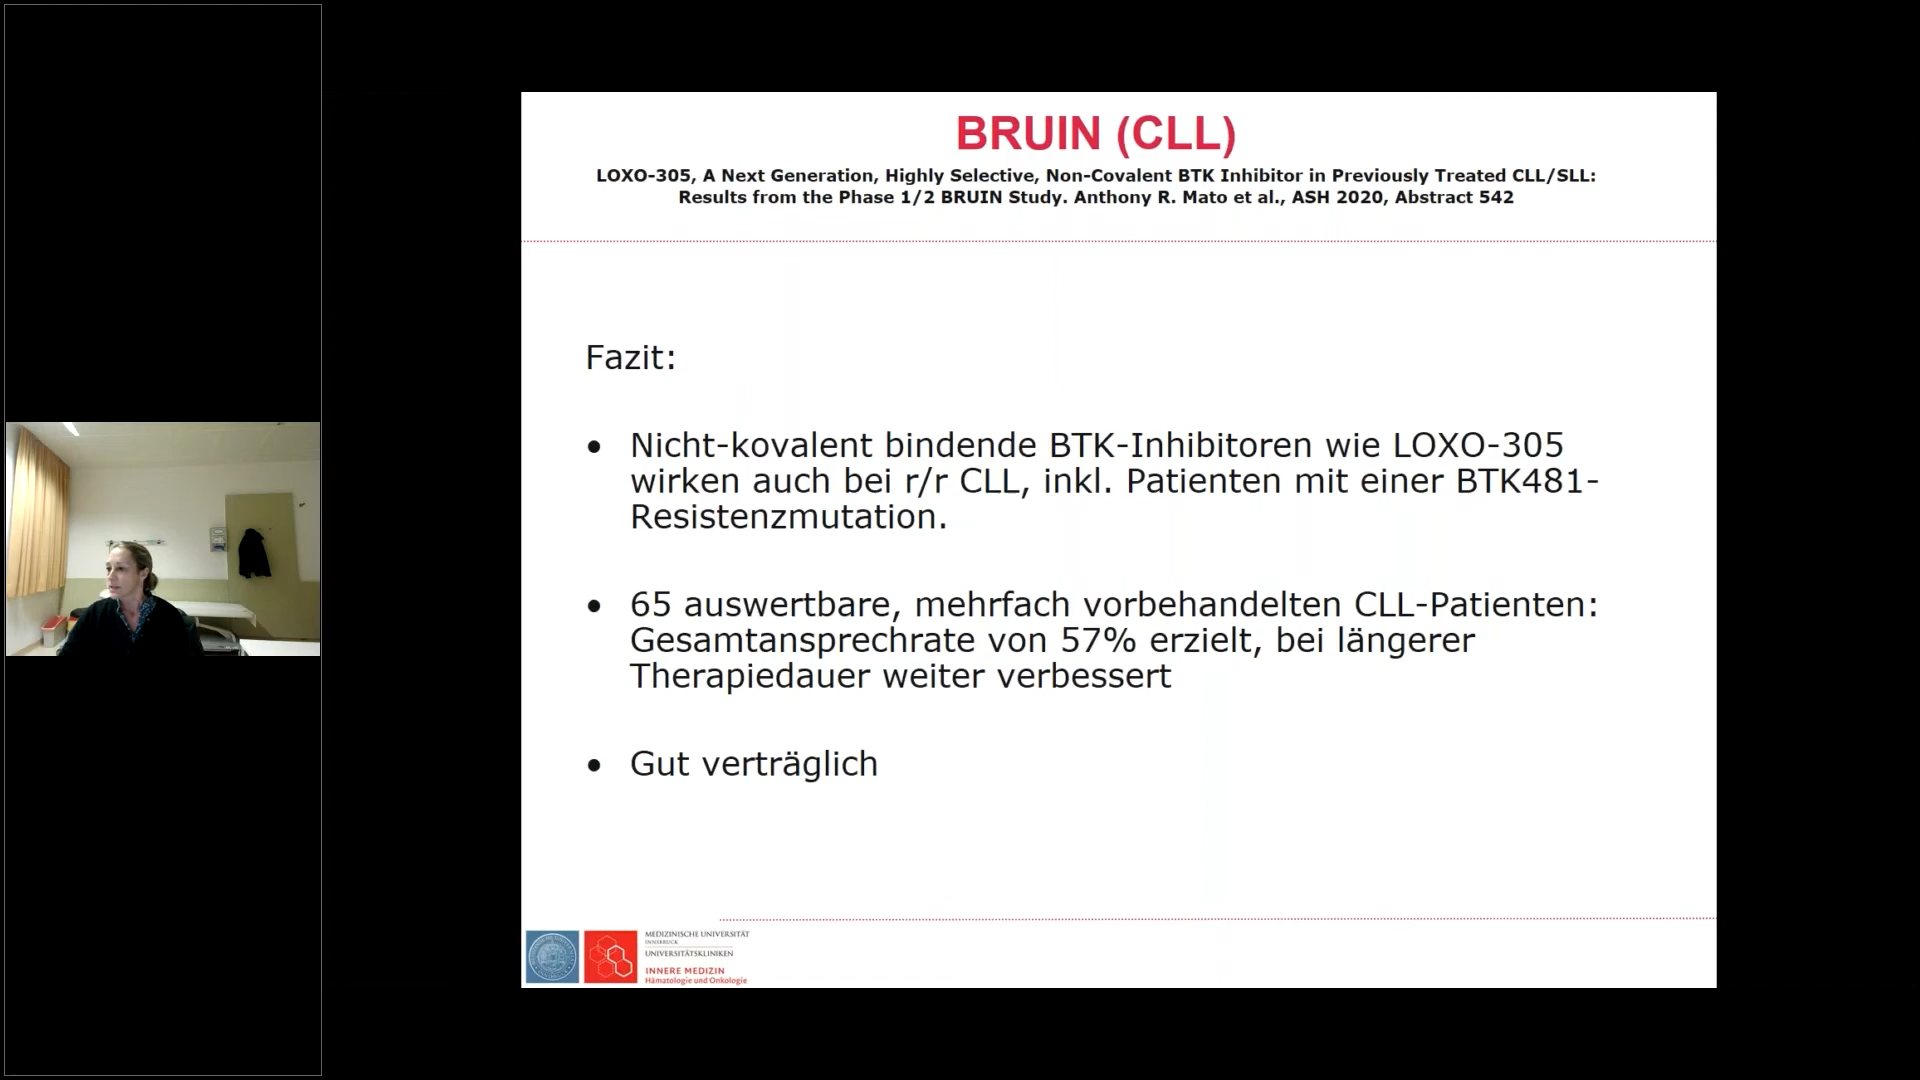 BRUIN (CLL)
LOXO-305, A Next Generation, Highly Selective, Non-Covalent BTK Inhibitor in Previously Treated CLL/SLL:
Results from the Phase 1/2 BRUIN Study. Anthony R. Mato et al., ASH 2020, Abstract 542
Fazit:
• Nicht-kovalent bindende BTK-Inhibitoren wie LOXO-305
wirken auch bei r/r CLL, inkl. Patienten mit einer BTK481-
Resistenzmutation.
• 65 auswertbare, mehrfach vorbehandelten CLL-Patienten:
Gesamtansprechrate von 57% erzielt, bei längerer
Therapiedauer weiter verbessert
• Gut verträglich
MEDIZINISCHE UNIVERSITÄT
INNSBRUCK
UNIVERSITÄTSKLINIKEN
INNERE MEDIZIN
Hämatologie und Onkologie